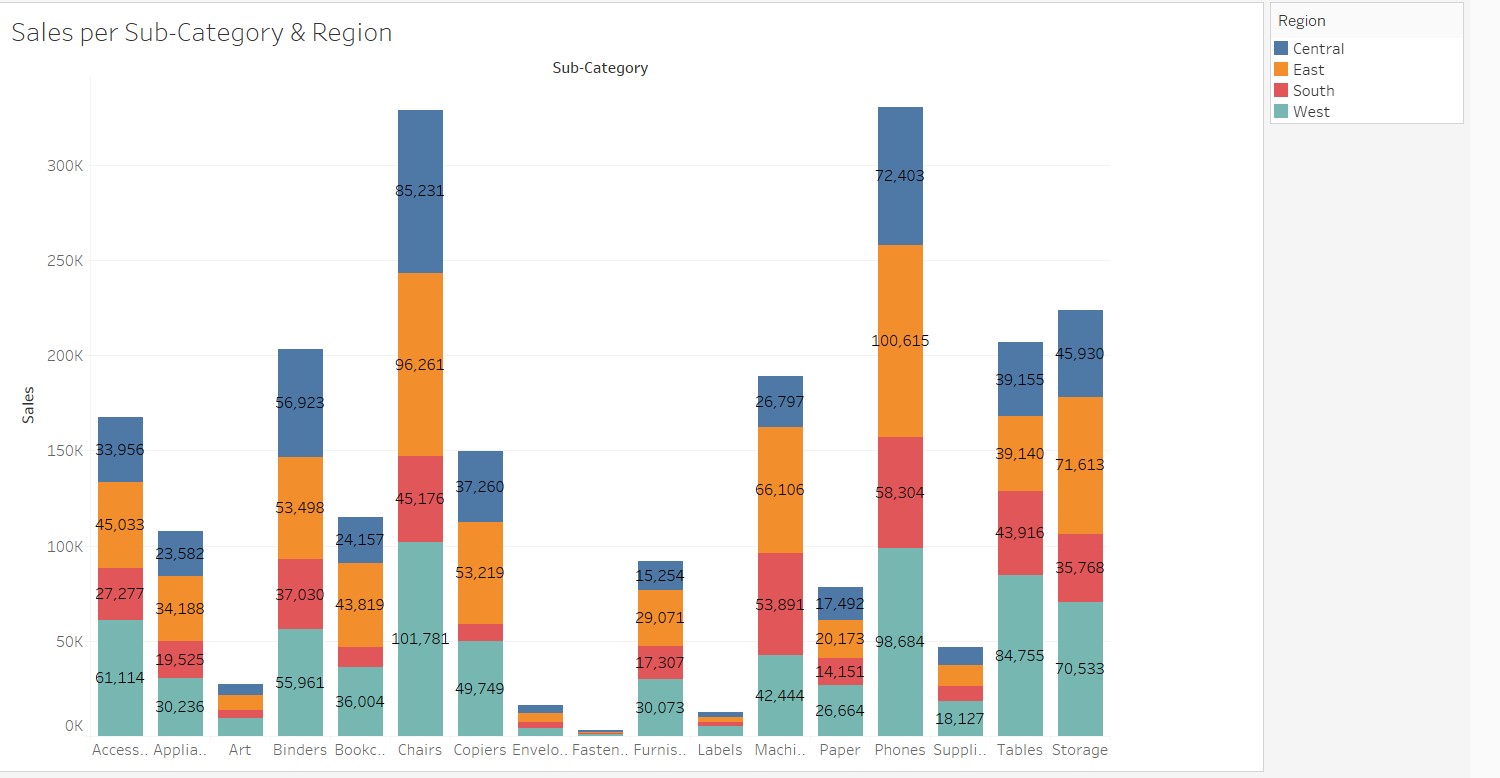 Sales per Sub-Category & Region
Sub-Category
Region
Central
East
South
West
Sales
300K
250K
200K
150K
100K
50K
0K
33,956
45,033
27,277
61,114
23,582
34,188
19,525
30,236
56,923
53,498
37,030
55,961
24,157
43,819
36,004
85,231
96,261
45,176
101,781
37,260
53,219
49,749
15,254
29,071
17,307
30,073
26,797
66,106
53,891
42,444
17,492
20,173
14,151
26,664
72,403
100,615
58,304
98,684
18,127
39,155
39,140
43,916
84,755
45,930
71,613
35,768
70,533
Access.. Applia.. Art Binders Bookc.. Chairs Copiers Envelo.. Fasten.. Furnis.. Labels Machi.. Paper Phones Suppli.. Tables Storage